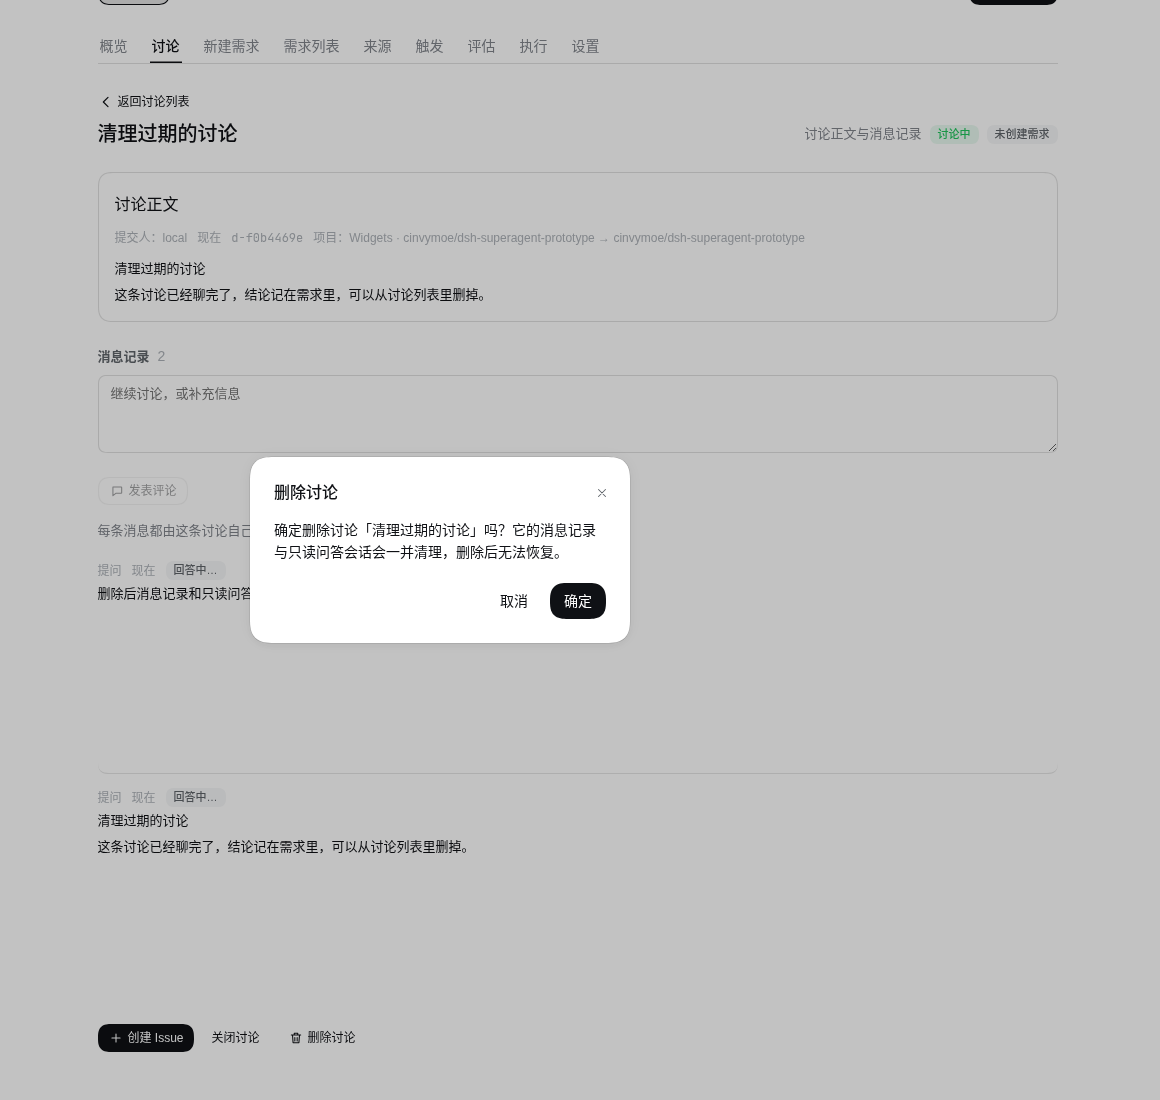 概览 讨论 新建需求 需求列表 来源 触发 评估 执行 设置
返回讨论列表
清理过期的讨论 讨论正文与消息记录 讨论中 未创建需求
讨论正文
提交人：local 现在 d-f0b4469e 项目：Widgets · cinvymoe/dsh-superagent-prototype → cinvymoe/dsh-superagent-prototype
清理过期的讨论
这条讨论已经聊完了，结论记在需求里，可以从讨论列表里删掉。
消息记录 2
继续讨论，或补充信息
发表评论
每条消息都由这条讨论自己
提问 现在 回答中…
删除后消息记录和只读问答
删除讨论
确定删除讨论「清理过期的讨论」吗？它的消息记录
与只读问答会话会一并清理，删除后无法恢复。
取消 确定
提问 现在 回答中…
清理过期的讨论
这条讨论已经聊完了，结论记在需求里，可以从讨论列表里删掉。
创建 Issue 关闭讨论 删除讨论